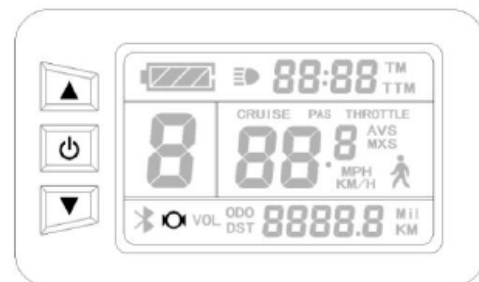 88:88 TM
TTM
CRUISE PAS THROTTLE
8 88.8 AVS
MXS
MPH
KM/H
VOL ODO
DST 8888.8 Mil
KM